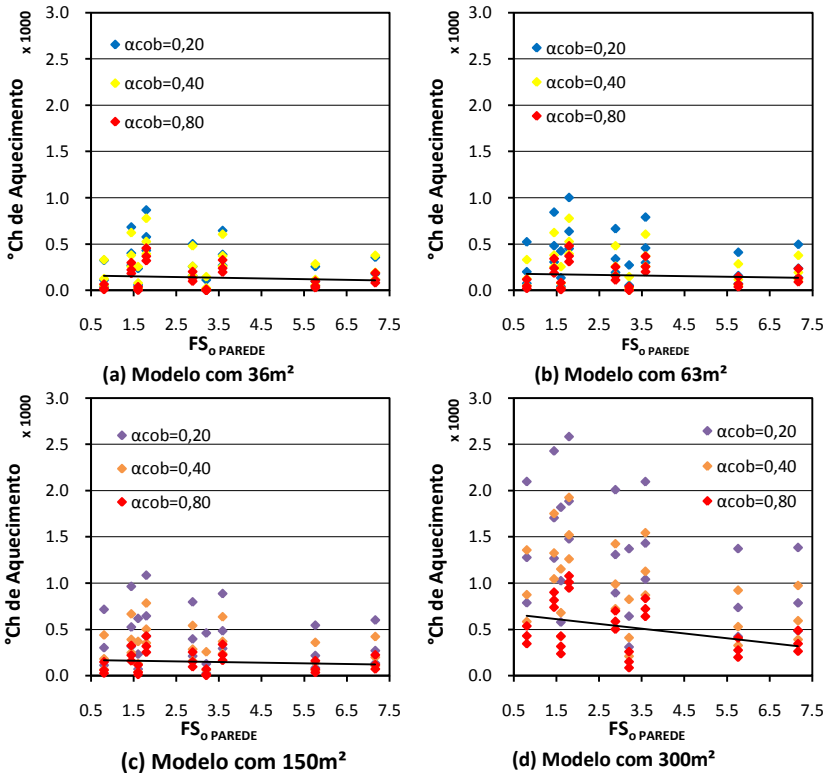 x 1000
°Ch de Aquecimento
3.0
2.5
2.0
1.5
1.0
0.5
0.0
αcob=0,20
αcob=0,40
αcob=0,80
0.5 1.5 2.5 3.5 4.5 5.5 6.5 7.5
FSo PAREDE
(a) Modelo com 36m²
x 1000
°Ch de Aquecimento
3.0
2.5
2.0
1.5
1.0
0.5
0.0
αcob=0,20
αcob=0,40
αcob=0,80
0.5 1.5 2.5 3.5 4.5 5.5 6.5 7.5
FSo PAREDE
(b) Modelo com 63m²
x 1000
°Ch de Aquecimento
3.0
2.5
2.0
1.5
1.0
0.5
0.0
αcob=0,20
αcob=0,40
αcob=0,80
0.5 1.5 2.5 3.5 4.5 5.5 6.5 7.5
FSo PAREDE
(c) Modelo com 150m²
x 1000
°Ch de Aquecimento
3.0
2.5
2.0
1.5
1.0
0.5
0.0
αcob=0,20
αcob=0,40
αcob=0,80
0.5 1.5 2.5 3.5 4.5 5.5 6.5 7.5
FSo PAREDE
(d) Modelo com 300m²